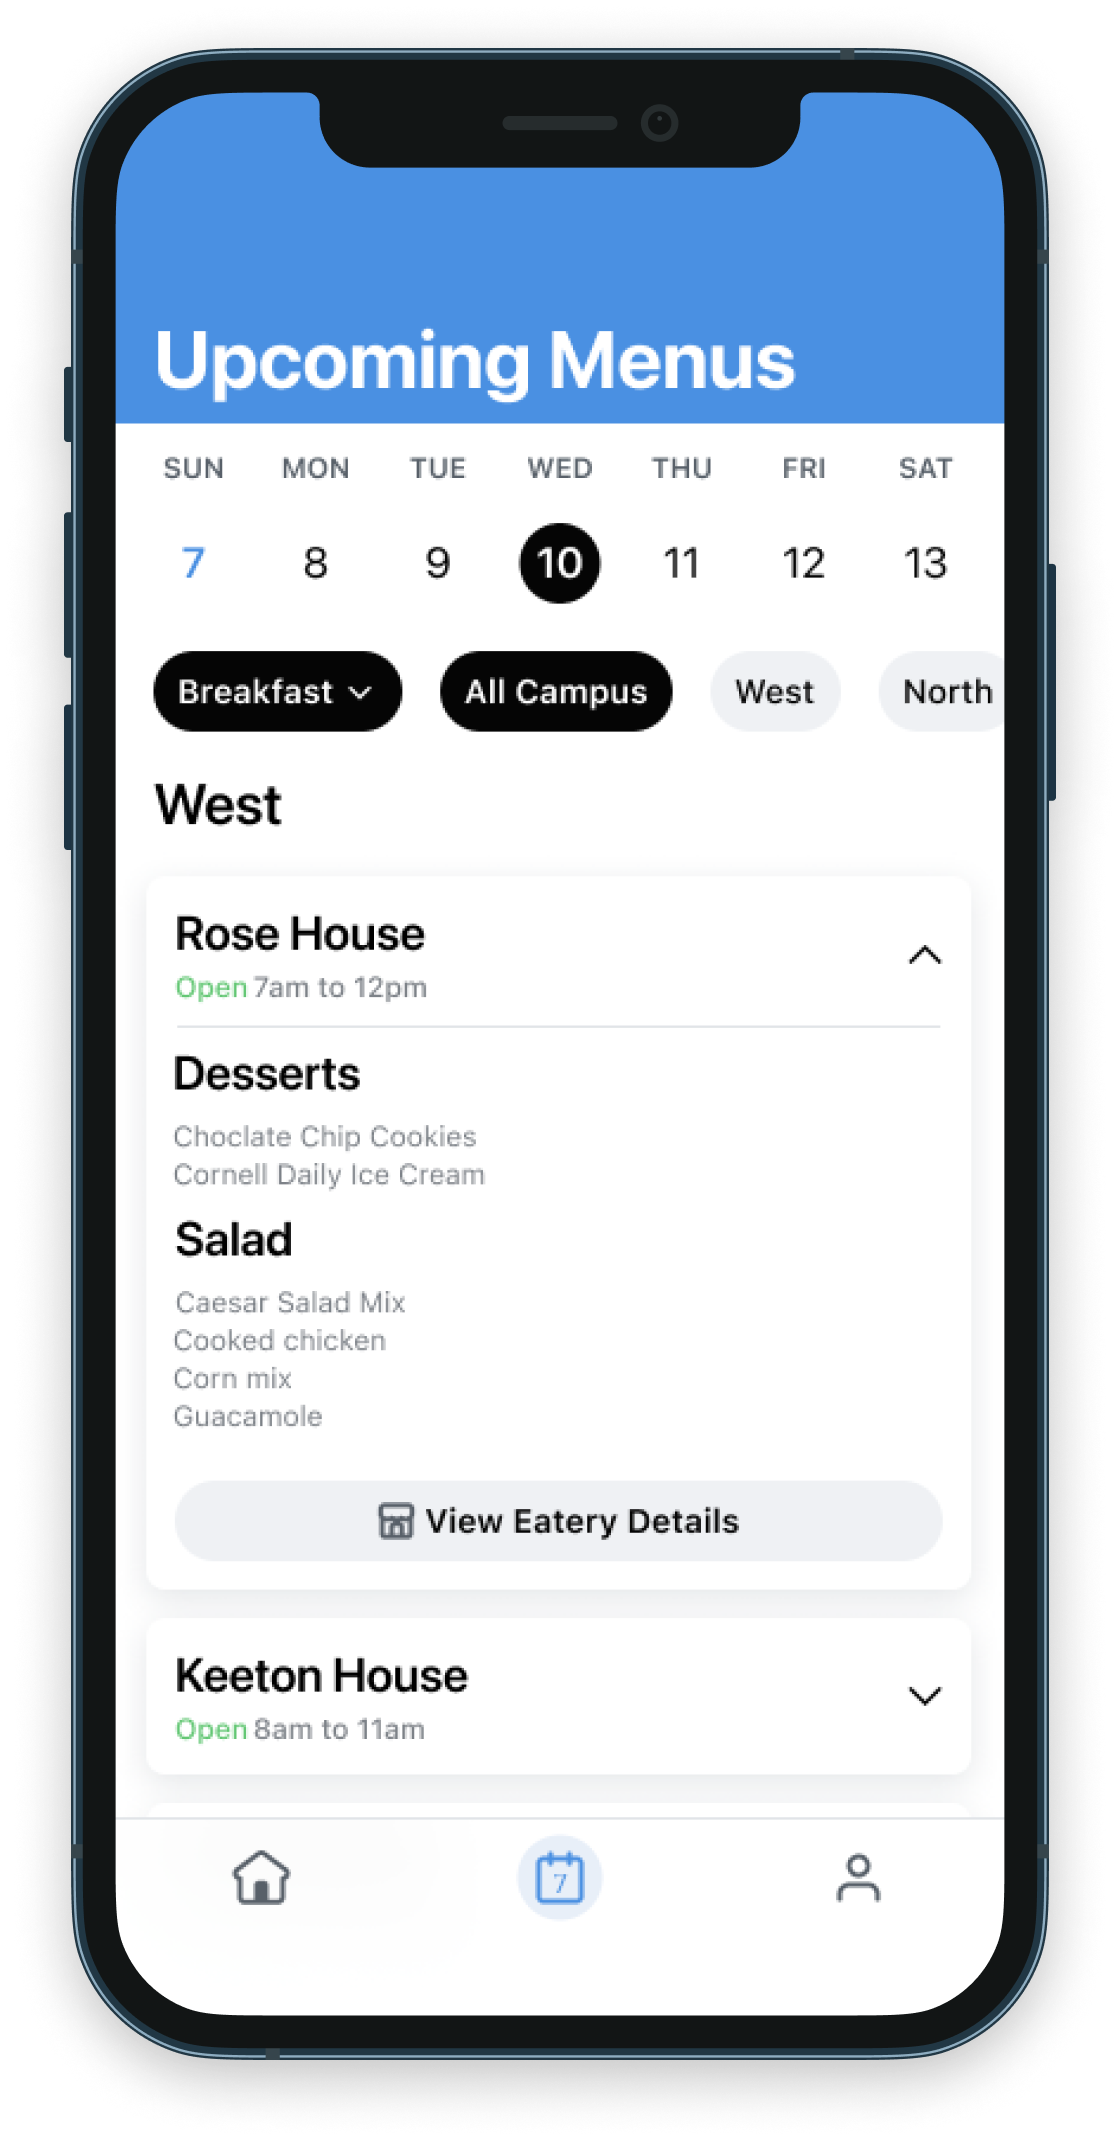 Upcoming Menus
SUN MON TUE WED THU FRI SAT
7 8 9 10 11 12 13
Breakfast All Campus West North
West
Rose House
Open 7am to 12pm
Desserts
Choclate Chip Cookies
Cornell Daily Ice Cream
Salad
Caesar Salad Mix
Cooked chicken
Corn mix
Guacamole
View Eatery Details
Keeton House
Open 8am to 11am
7